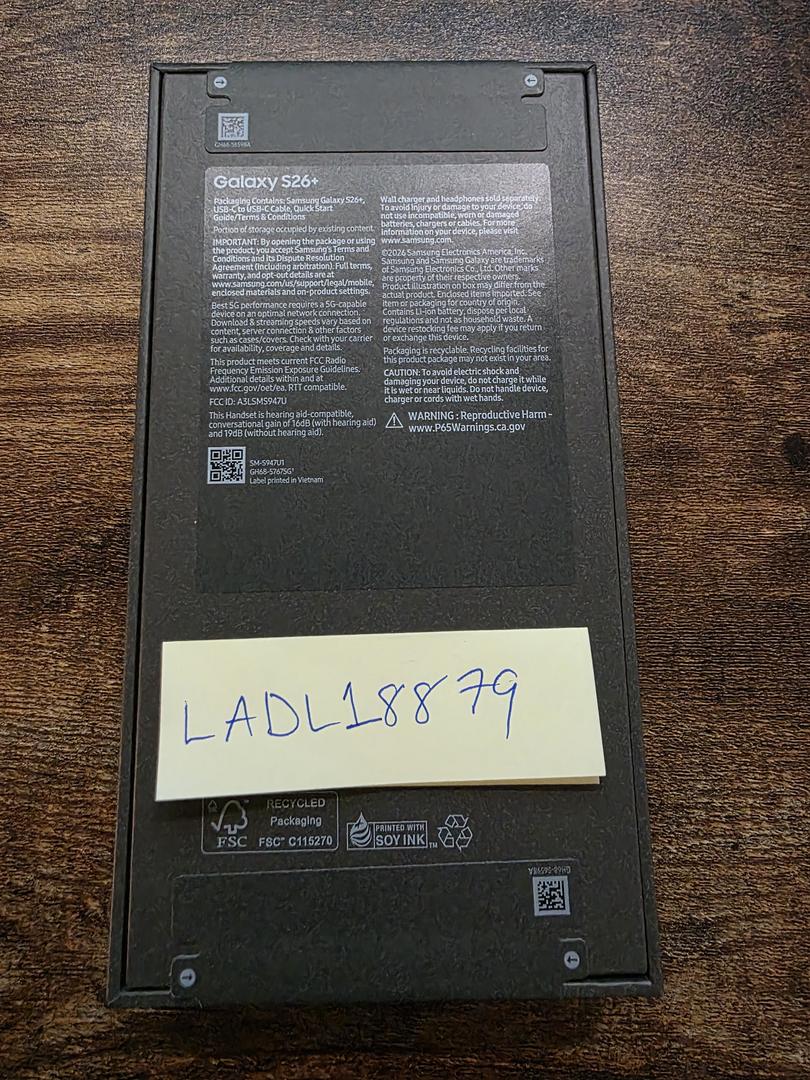 GH68-56598A
Galaxy S26+
Packaging Contains: Samsung Galaxy S26+,
USB-C to USB-C Cable, Quick Start
Guide/Terms & Conditions
Portion of storage occupied by existing content.
IMPORTANT: By opening the package or using
the product, you accept Samsung's Terms and
Conditions and its Dispute Resolution
Agreement (including arbitration). Full terms,
warranty, and opt-out details are at
www.samsung.com/us/support/legal/mobile,
enclosed materials and on-product settings.
Best 5G performance requires a 5G-capable
device on an optimal network connection.
Download & streaming speeds vary based on
content, server connection & other factors
such as cases/covers. Check with your carrier
for availability, coverage and details.
This product meets current FCC Radio
Frequency Emission Exposure Guidelines.
Additional details within and at
www.fcc.gov/oet/ea. RTT compatible.
FCC ID: A3LSMS947U
This Handset is hearing aid-compatible,
conversational gain of 16dB (with hearing aid)
and 19dB (without hearing aid).
SM-S947U1
Label printed in Vietnam
Wall charger and headphones sold separately.
To avoid injury or damage to your device, do
not use incompatible, worn or damaged
batteries, chargers or cables. For more
information on your device, please visit
www.samsung.com.
©2026 Samsung Electronics America, Inc.
Samsung and Samsung Galaxy are trademarks
of Samsung Electronics Co., Ltd. Other marks
are property of their respective owners.
Product illustration on box may differ from the
actual product. Enclosed items imported. See
item or packaging for country of origin.
Contains Li-ion battery, dispose per local
regulations and not as household waste. A
device restocking fee may apply if you return
or exchange this device.
Packaging is recyclable. Recycling facilities for
this product package may not exist in your area.
CAUTION: To avoid electric shock and
damaging your device, do not charge it while
it is wet or near liquids. Do not handle device,
charger or cords with wet hands.
WARNING : Reproductive Harm -
www.P65Warnings.ca.gov
LADL18879
RECYCLED
Packaging
FSC
FSC™ C115270
PRINTED WITH
SOY INK™
GH68-56598A